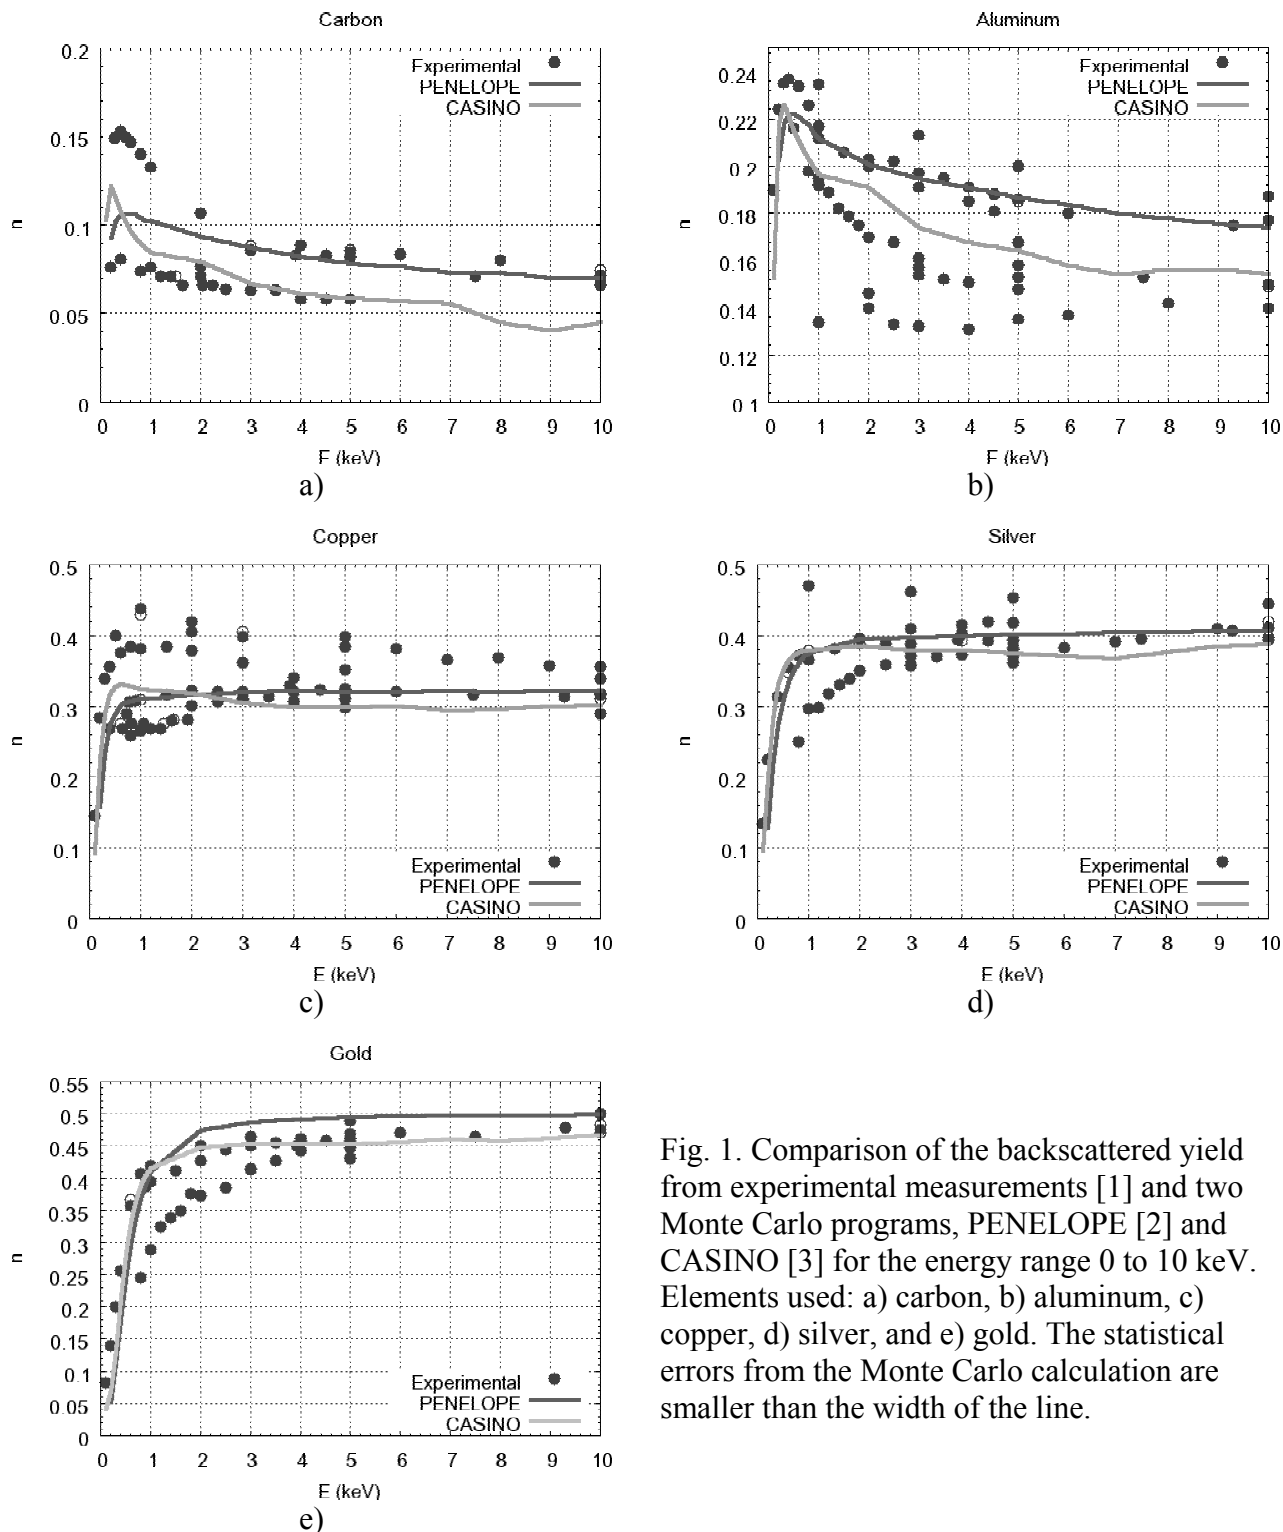 Carbon
0.2
0.15
0.1
0.05
0
n
Experimental
PENELOPE
CASINO
0 1 2 3 4 5 6 7 8 9 10
E (keV)
a)
Aluminum
0.24
0.22
0.2
0.18
0.16
0.14
0.12
0.1
n
Experimental
PENELOPE
CASINO
0 1 2 3 4 5 6 7 8 9 10
E (keV)
b)
Copper
0.5
0.4
0.3
0.2
0.1
0
n
Experimental
PENELOPE
CASINO
0 1 2 3 4 5 6 7 8 9 10
E (keV)
c)
Silver
0.5
0.4
0.3
0.2
0.1
0
n
Experimental
PENELOPE
CASINO
0 1 2 3 4 5 6 7 8 9 10
E (keV)
d)
Gold
0.55
0.5
0.45
0.4
0.35
0.3
0.25
0.2
0.15
0.1
0.05
0
n
Experimental
PENELOPE
CASINO
0 1 2 3 4 5 6 7 8 9 10
E (keV)
e)
Fig. 1. Comparison of the backscattered yield
from experimental measurements [1] and two
Monte Carlo programs, PENELOPE [2] and
CASINO [3] for the energy range 0 to 10 keV.
Elements used: a) carbon, b) aluminum, c)
copper, d) silver, and e) gold. The statistical
errors from the Monte Carlo calculation are
smaller than the width of the line.